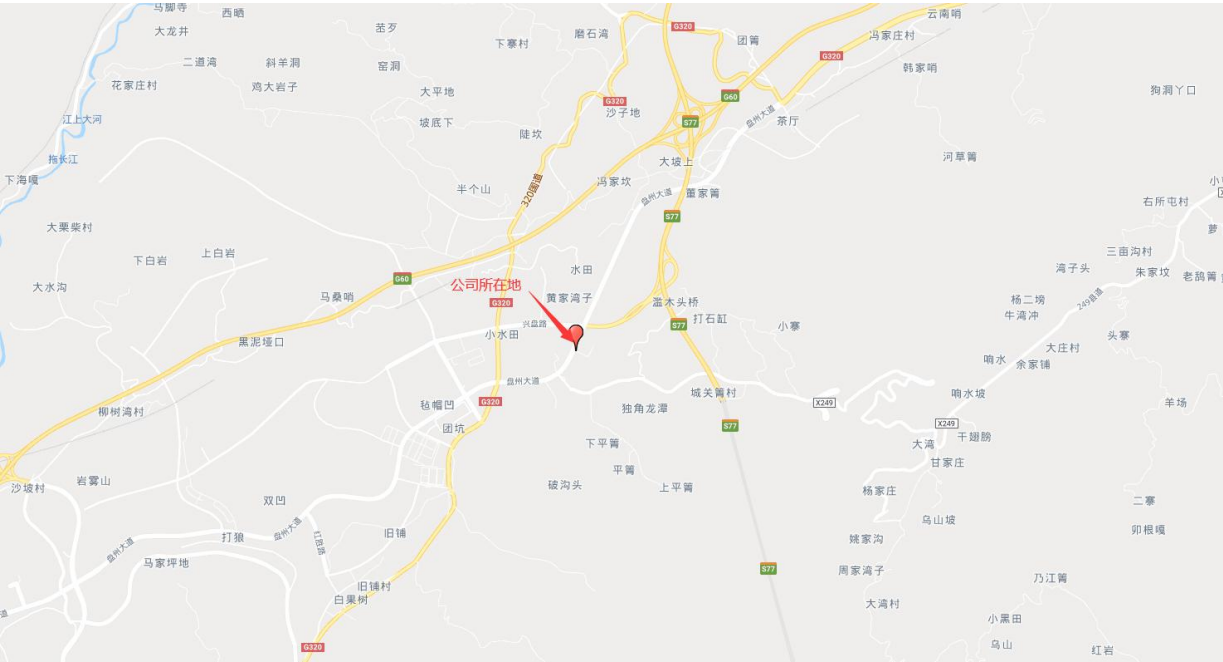 马脚寺
西晒
云南哨
大龙井
苤歹
G320
磨石湾
团箐
冯家庄村
下寨村
G320
二道湾
斜羊洞
窑洞
韩家哨
花家庄村
鸡大岩子
大平地
G320
G60
狗洞丫口
沙子地
盘州大道
江上大河
坡底下
S77
茶厅
陡坎
拖长江
大坡上
河草箐
下海嘎
半个山
320国道
冯家坎
盘州大道
董家箐
右所屯村
S77
大栗柴村
萝
下白岩
上白岩
三亩沟村
水田
湾子头
朱家坟
老鸹箐
G60
大水沟
公司所在地
马桑哨
G320
黄家湾子
滥木头桥
杨二塝
249县道
牛湾冲
兴盘路
S77
打石缸
小寨
小水田
头寨
黑泥垭口
大庄村
响水
余家铺
盘州大道
城关箐村
响水坡
毡帽凹
G320
独角龙潭
X249
羊场
柳树湾村
团坑
S77
X249
下平箐
大湾
干翅膀
平箐
甘家庄
沙坡村
岩雾山
破沟头
上平箐
杨家庄
双凹
二寨
乌山坡
盘州大道
卯根嘎
打狼
红胜路
旧铺
姚家沟
盘州大道
马家坪地
S77
周家湾子
乃江箐
旧铺村
白果树
大湾村
小黑田
G320
乌山
红岩